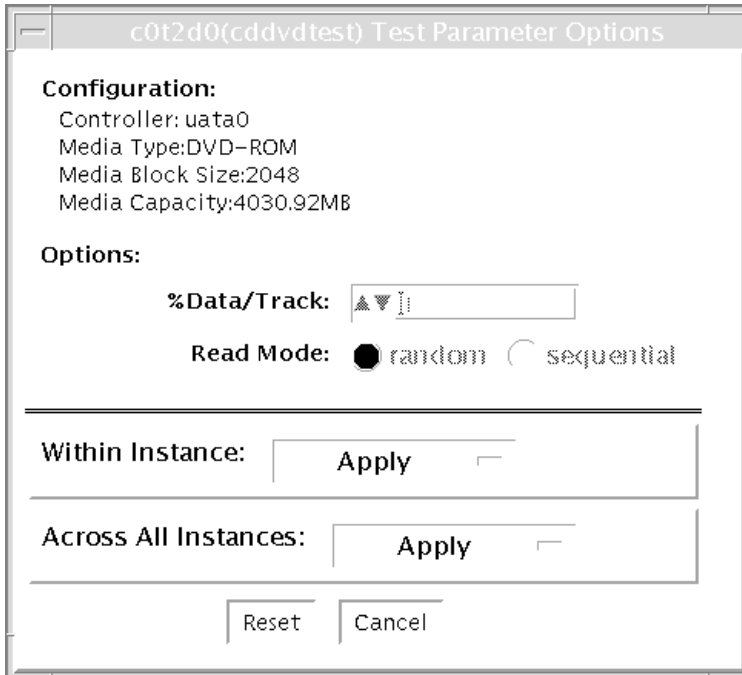 c0t2d0(cddvdtest) Test Parameter Options
Configuration:
Controller: uata0
Media Type:DVD-ROM
Media Block Size:2048
Media Capacity:4030.92MB
Options:
%Data/Track:
Read Mode: random sequential
Within Instance: Apply
Across All Instances: Apply
Reset Cancel